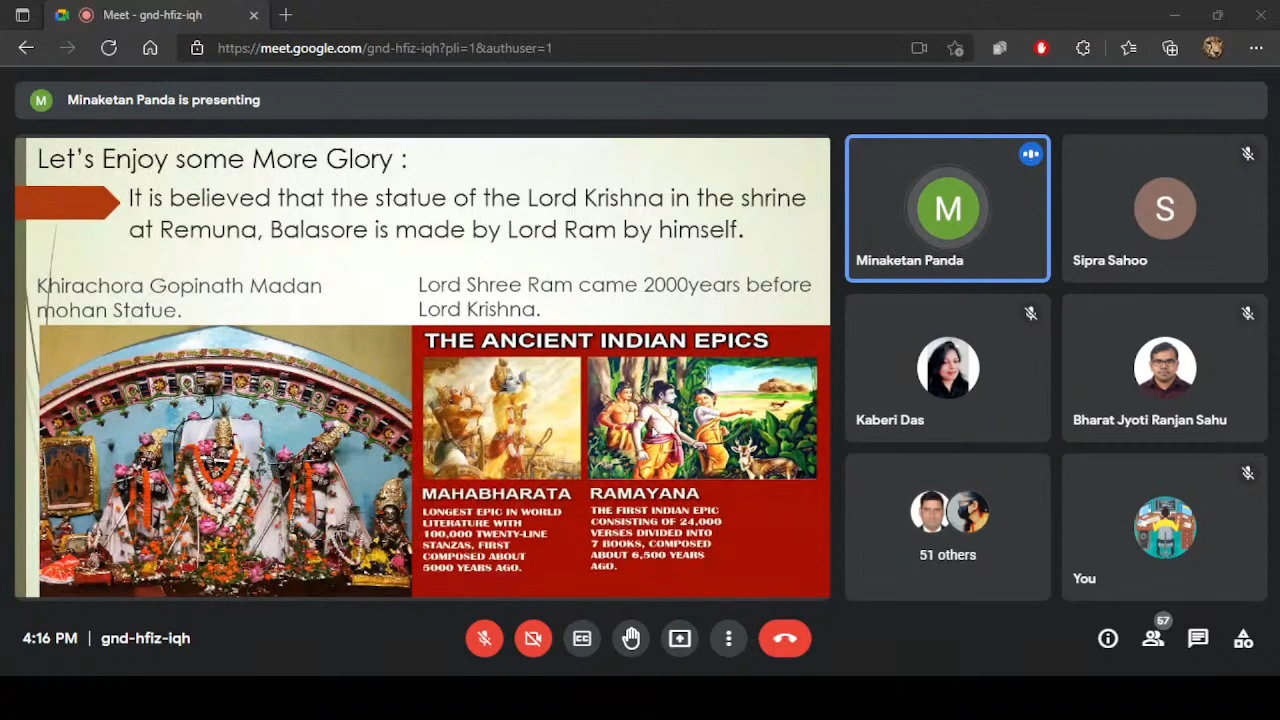 Meet - gnd-hfiz-iqh
https://meet.google.com/gnd-hfiz-iqh?pli=1&authuser=1
M
Minaketan Panda is presenting
Let's Enjoy some More Glory :
It is believed that the statue of the Lord Krishna in the shrine
at Remuna, Balasore is made by Lord Ram by himself.
Khirachora Gopinath Madan
mohan Statue.
Lord Shree Ram came 2000years before
Lord Krishna.
THE ANCIENT INDIAN EPICS
MAHABHARATA
LONGEST EPIC IN WORLD
LITERATURE WITH
100,000 TWENTY-LINE
STANZAS, FIRST
COMPOSED ABOUT
5000 YEARS AGO.
RAMAYANA
THE FIRST INDIAN EPIC
CONSISTING OF 24,000
VERSES DIVIDED INTO
7 BOOKS, COMPOSED
ABOUT 6,500 YEARS
AGO.
M
Minaketan Panda
S
Sipra Sahoo
Kaberi Das
Bharat Jyoti Ranjan Sahu
51 others
You
4:16 PM | gnd-hfiz-iqh
CC
57